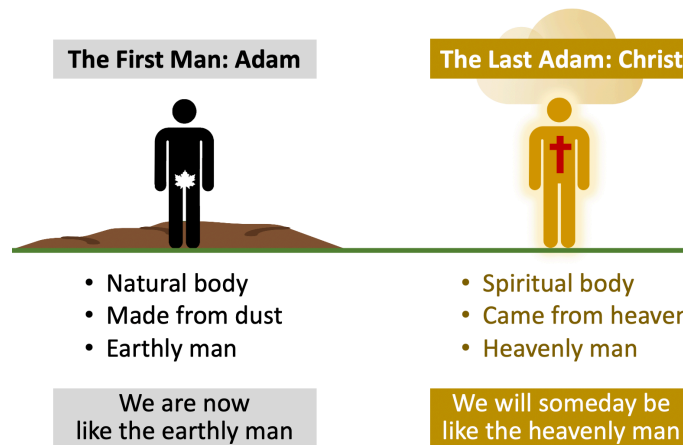 The First Man: Adam
The Last Adam: Christ
• Natural body
• Made from dust
• Earthly man
• Spiritual body
• Came from heaven
• Heavenly man
We are now
like the earthly man
We will someday be
like the heavenly man